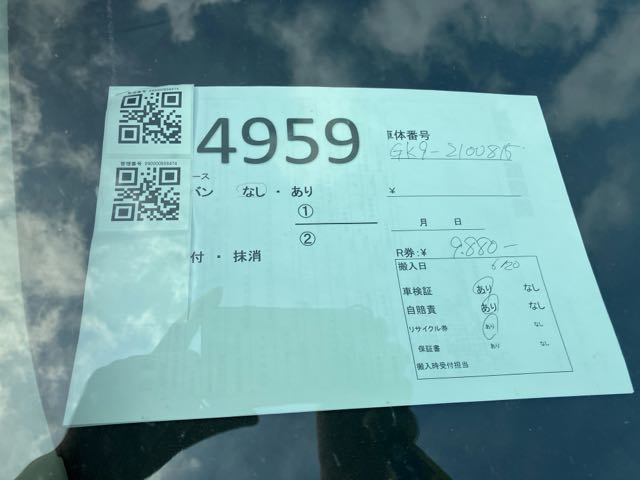 4959
車体番号
GK9-2100815
ース
バン なし ・ あり
¥
①
②
月 日
付 ・ 抹消
R券:¥ 9.880-
搬入日 6/20
車検証 あり なし
自賠責 あり なし
リサイクル券 あり なし
保証書 あり なし
搬入時受付担当